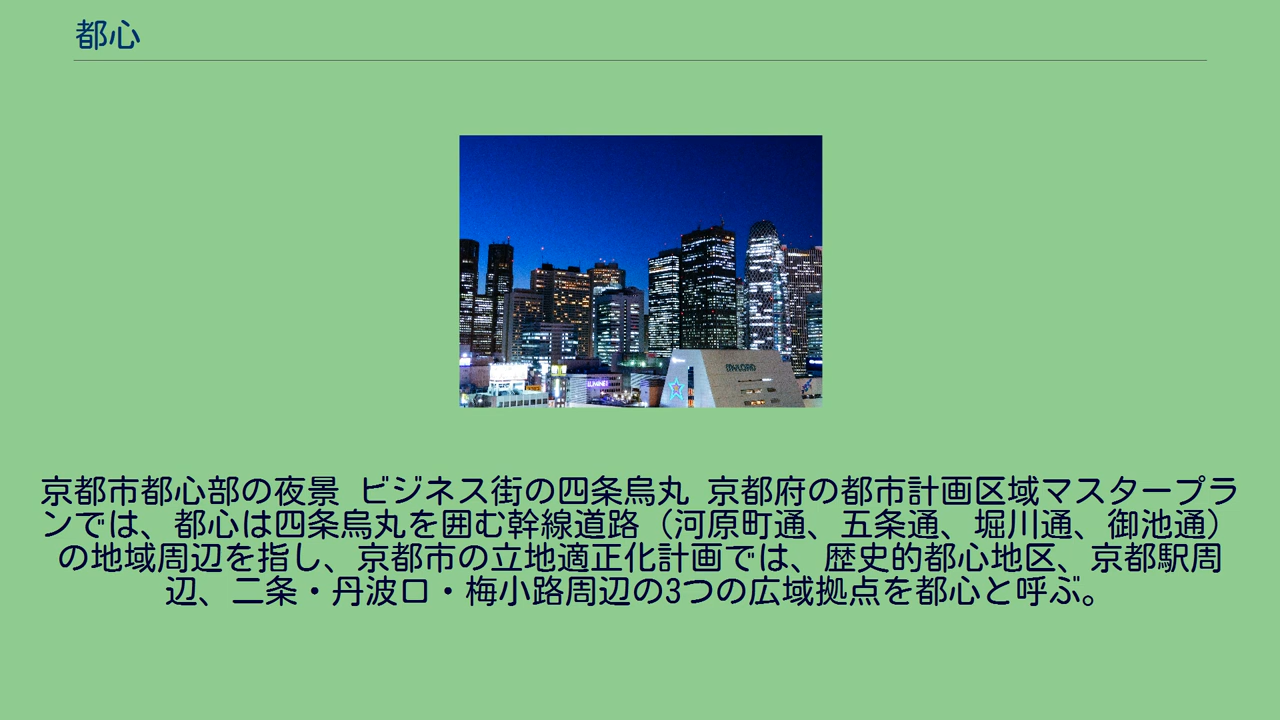 都心
MYLORD
LUMINE1
京都市都心部の夜景 ビジネス街の四条烏丸 京都府の都市計画区域マスタープラ
ンでは、都心は四条烏丸を囲む幹線道路（河原町通、五条通、堀川通、御池通）
の地域周辺を指し、京都市の立地適正化計画では、歴史的都心地区、京都駅周
辺、二条・丹波口・梅小路周辺の3つの広域拠点を都心と呼ぶ。